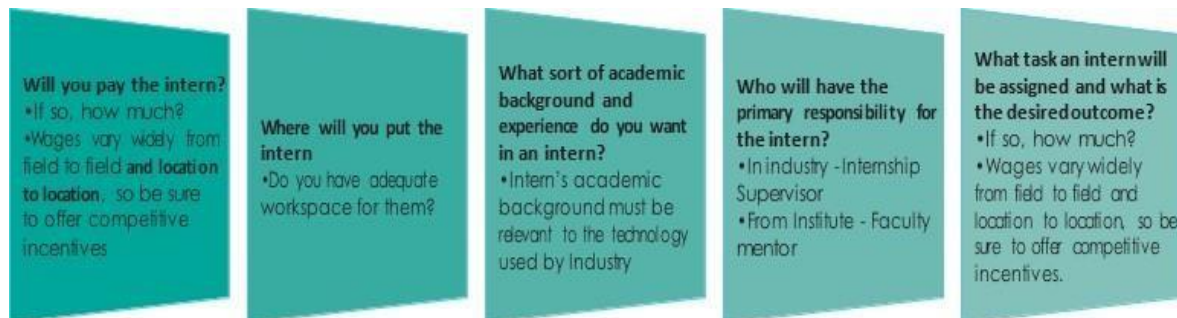 Will you pay the intern?
•If so, how much?
•Wages vary widely from
field to field and location
to location, so be sure
to offer competitive
incentives
Where will you put the
intern
•Do you have adequate
workspace for them?
What sort of academic
background and
experience do you want
in an intern?
•Intern's academic
background must be
relevant to the technology
used by Industry
Who will have the
primary responsibility for
the intern?
•In industry -Internship
Supervisor
•From Institute - Faculty
mentor
What task an intern will
be assigned and what is
the desired outcome?
•If so, how much?
•Wages vary widely
from field to field and
location to location, so be
sure to offer competitive
incentives.